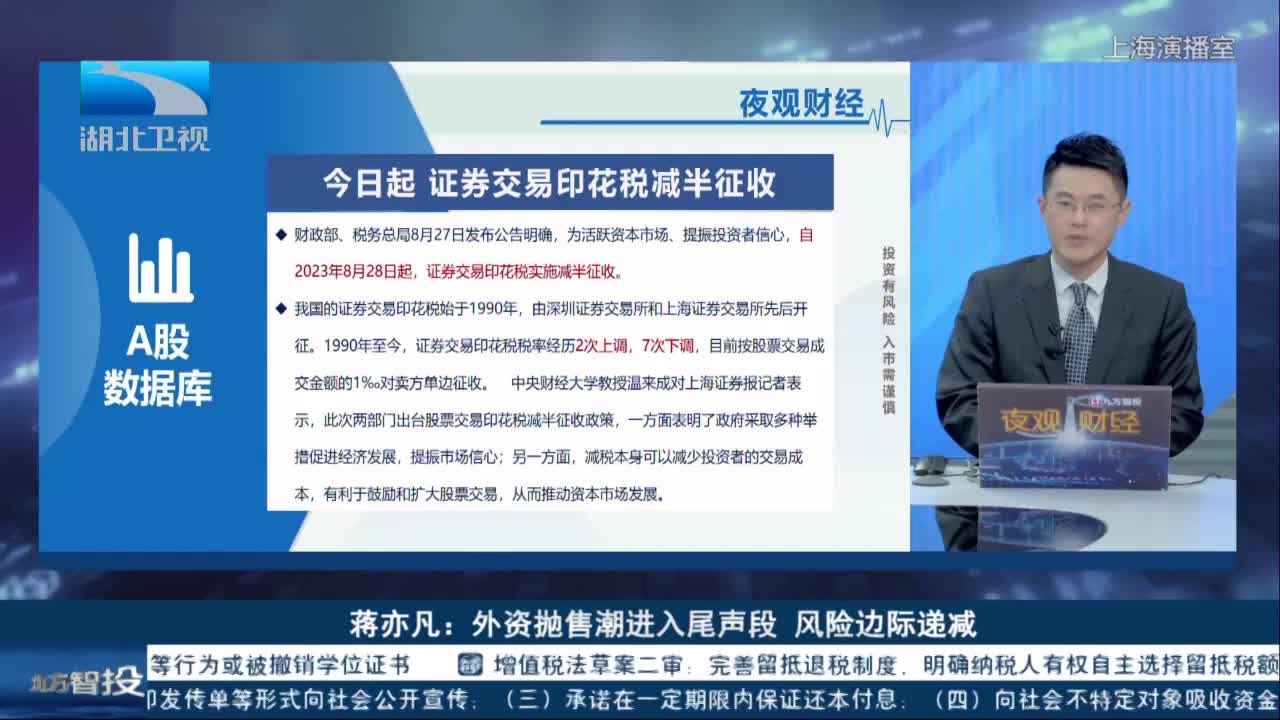 上海演播室
湖北卫视
夜观财经
今日起 证券交易印花税减半征收
◆ 财政部、税务总局8月27日发布公告明确，为活跃资本市场、提振投资者信心，自
2023年8月28日起，证券交易印花税实施减半征收。
◆ 我国的证券交易印花税始于1990年，由深圳证券交易所和上海证券交易所先后开
征。1990年至今，证券交易印花税税率经历2次上调，7次下调，目前按股票交易成
交金额的1‰对卖方单边征收。 中央财经大学教授温来成对上海证券报记者表
示，此次两部门出台股票交易印花税减半征收政策，一方面表明了政府采取多种举
措促进经济发展，提振市场信心；另一方面，减税本身可以减少投资者的交易成
本，有利于鼓励和扩大股票交易，从而推动资本市场发展。
A股
数据库
投资有风险 入市需谨慎
九方智投
夜观财经
蒋亦凡：外资抛售潮进入尾声段 风险边际递减
九方智投
等行为或被撤销学位证书 增值税法草案二审：完善留抵退税制度，明确纳税人有权自主选择留抵税额
印发传单等形式向社会公开宣传；（三）承诺在一定期限内保证还本付息；（四）向社会不特定对象吸收资金